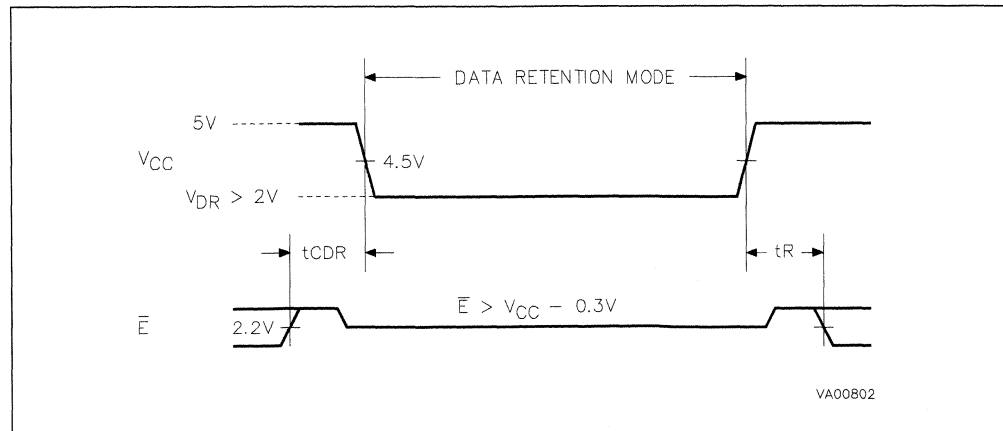 DATA RETENTION MODE
5V
VCC
4.5V
VDR > 2V
tCDR
tR
E̅ > VCC – 0.3V
E̅
2.2V
VA00802